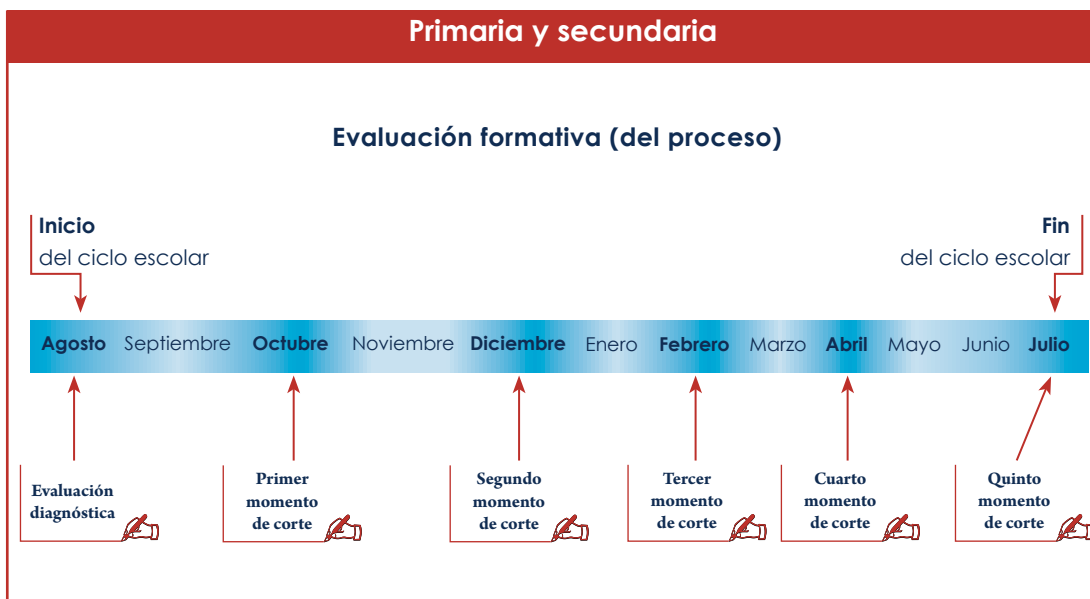 Primaria y secundaria
Evaluación formativa (del proceso)
Inicio
del ciclo escolar
Fin
del ciclo escolar
Agosto Septiembre Octubre Noviembre Diciembre Enero Febrero Marzo Abril Mayo Junio Julio
Evaluación
diagnóstica
Primer
momento
de corte
Segundo
momento
de corte
Tercer
momento
de corte
Cuarto
momento
de corte
Quinto
momento
de corte